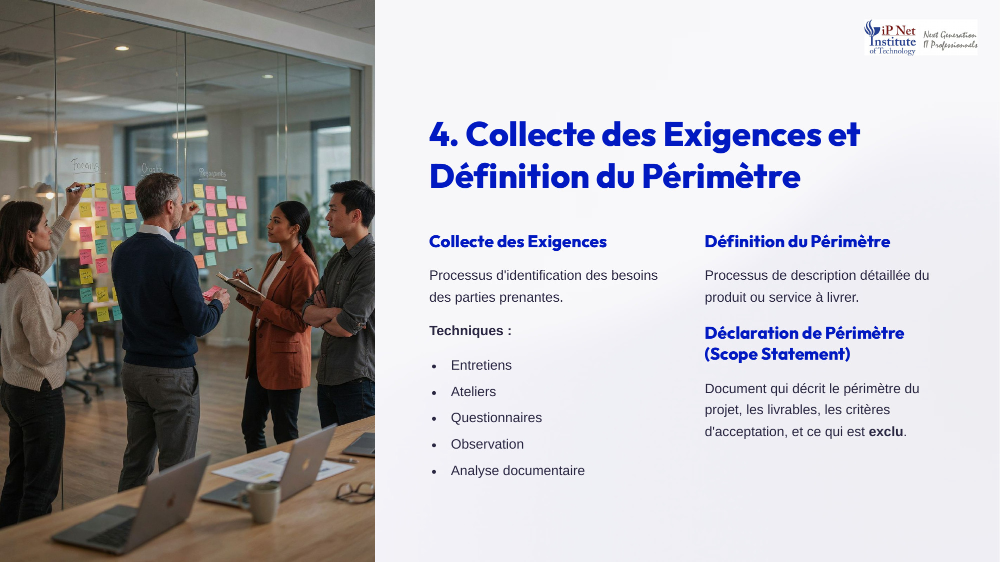 iP Net
Institute
of Technology
Next Generation
IT Professionnels
4. Collecte des Exigences et
Définition du Périmètre
Collecte des Exigences
Processus d'identification des besoins
des parties prenantes.
Techniques :
• Entretiens
• Ateliers
• Questionnaires
• Observation
• Analyse documentaire
Définition du Périmètre
Processus de description détaillée du
produit ou service à livrer.
Déclaration de Périmètre
(Scope Statement)
Document qui décrit le périmètre du
projet, les livrables, les critères
d'acceptation, et ce qui est exclu.